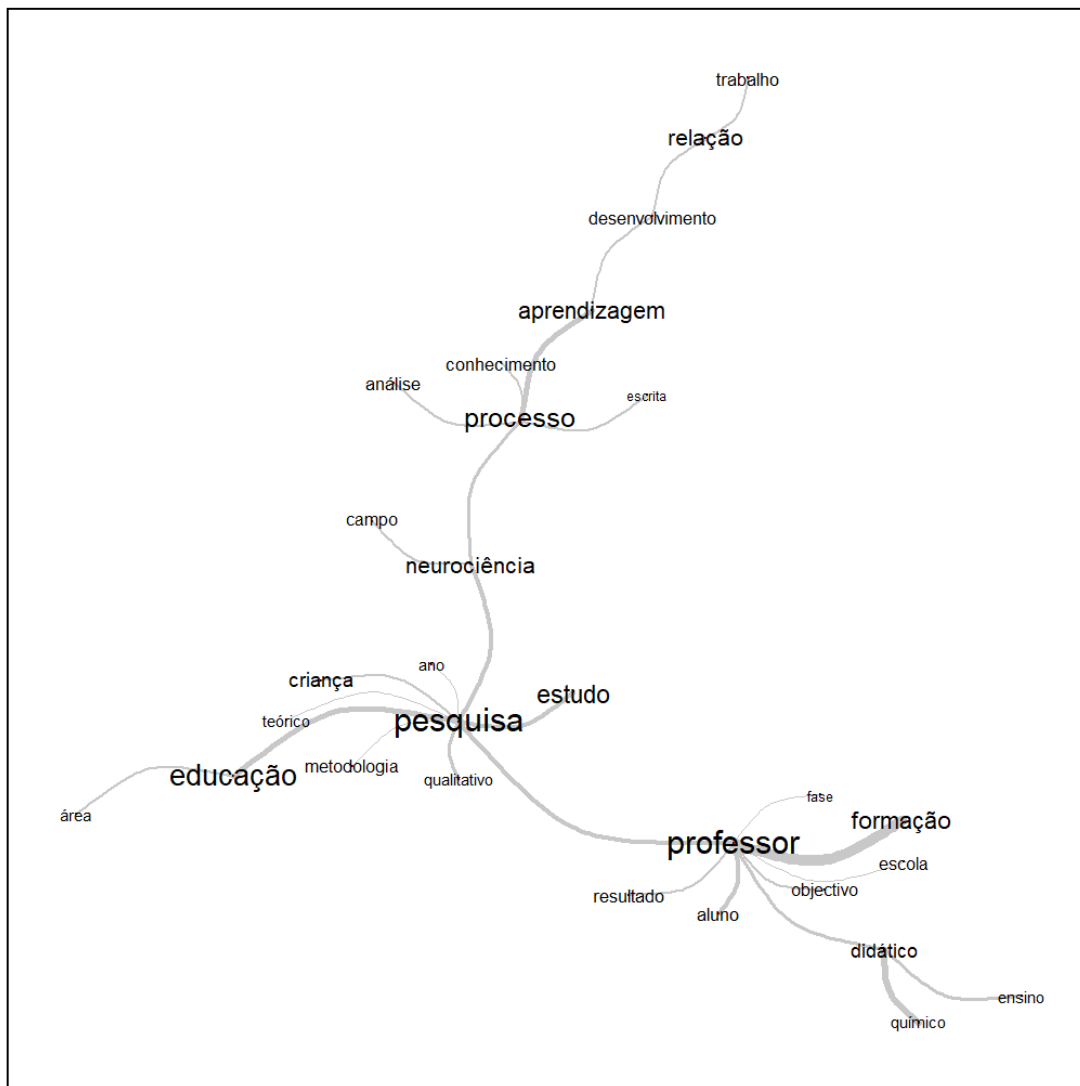 trabalho
relação
desenvolvimento
aprendizagem
conhecimento
análise
escrita
processo
campo
neurociência
ano
criança
estudo
teórico
pesquisa
metodologia
educação
qualitativo
área
fase
formação
professor
escola
objectivo
resultado
aluno
didático
ensino
químico